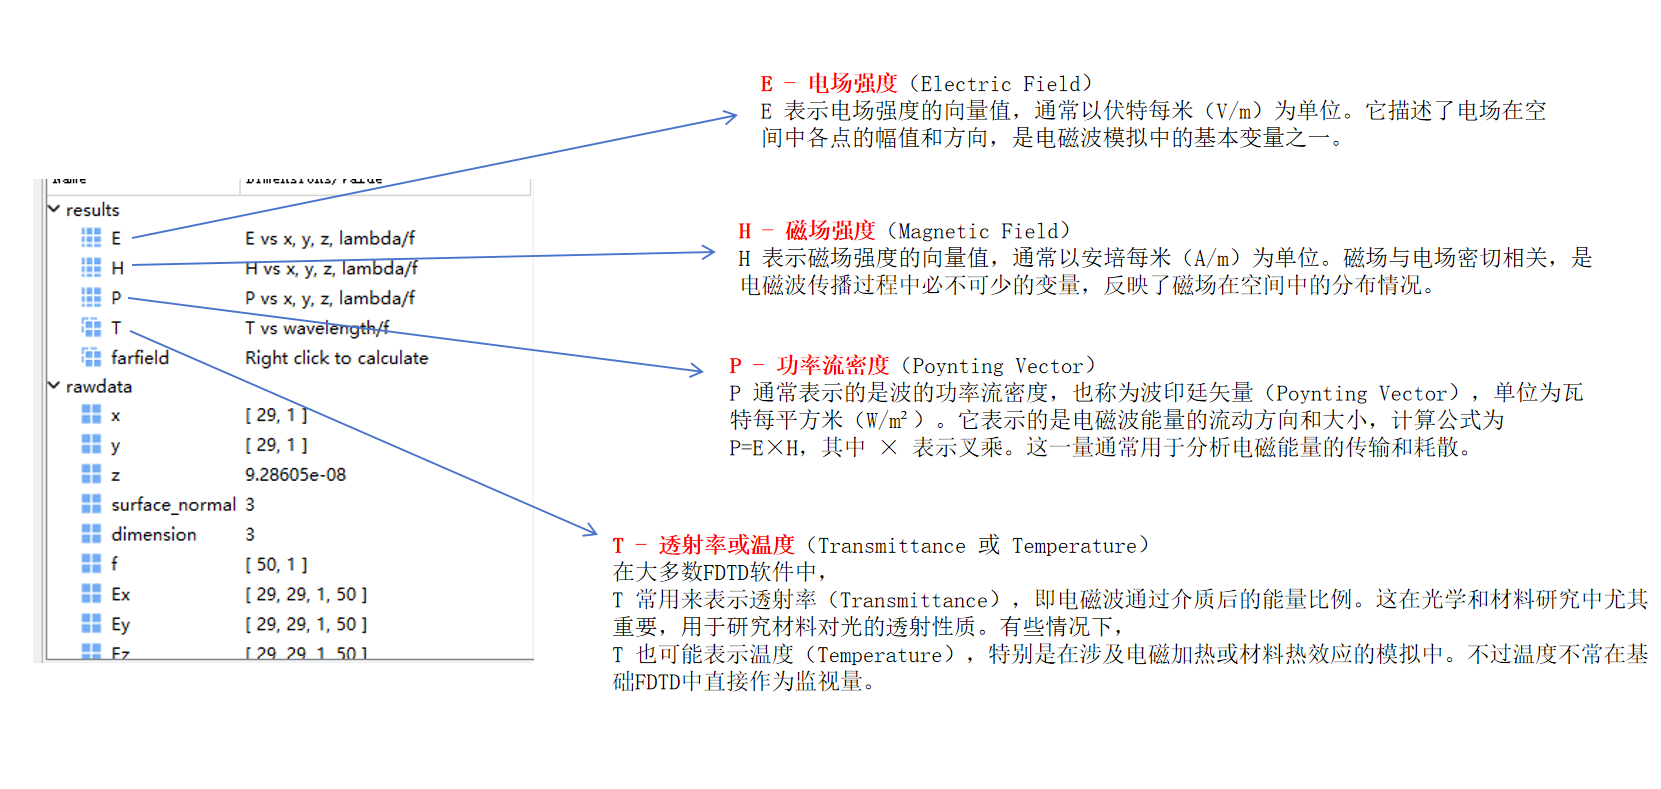 E - 电场强度（Electric Field）
E 表示电场强度的向量值，通常以伏特每米（V/m）为单位。它描述了电场在空
间中各点的幅值和方向，是电磁波模拟中的基本变量之一。
Name Dimensions/Value
results
E E vs x, y, z, lambda/f
H H vs x, y, z, lambda/f
P P vs x, y, z, lambda/f
T T vs wavelength/f
farfield Right click to calculate
rawdata
x [ 29, 1 ]
y [ 29, 1 ]
z 9.28605e-08
surface_normal 3
dimension 3
f [ 50, 1 ]
Ex [ 29, 29, 1, 50 ]
Ey [ 29, 29, 1, 50 ]
Ez [ 29, 29, 1, 50 ]
H - 磁场强度（Magnetic Field）
H 表示磁场强度的向量值，通常以安培每米（A/m）为单位。磁场与电场密切相关，是
电磁波传播过程中必不可少的变量，反映了磁场在空间中的分布情况。
P - 功率流密度（Poynting Vector）
P 通常表示的是波的功率流密度，也称为波印廷矢量（Poynting Vector），单位为瓦
特每平方米（W/m²）。它表示的是电磁波能量的流动方向和大小，计算公式为
P=E×H，其中 × 表示叉乘。这一量通常用于分析电磁能量的传输和耗散。
T - 透射率或温度（Transmittance 或 Temperature）
在大多数FDTD软件中，
T 常用来表示透射率（Transmittance），即电磁波通过介质后的能量比例。这在光学和材料研究中尤其
重要，用于研究材料对光的透射性质。有些情况下，
T 也可能表示温度（Temperature），特别是在涉及电磁加热或材料热效应的模拟中。不过温度不常在基
础FDTD中直接作为监视量。